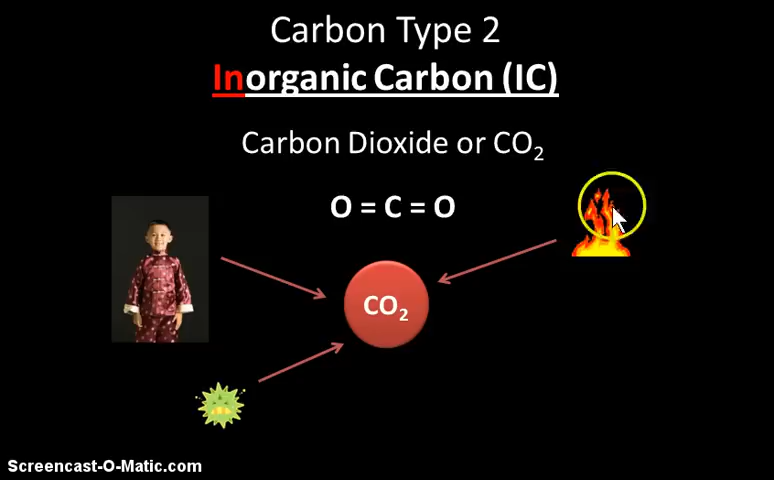 Carbon Type 2
Inorganic Carbon (IC)
Carbon Dioxide or CO₂
O = C = O
CO₂
Screencast-O-Matic.com